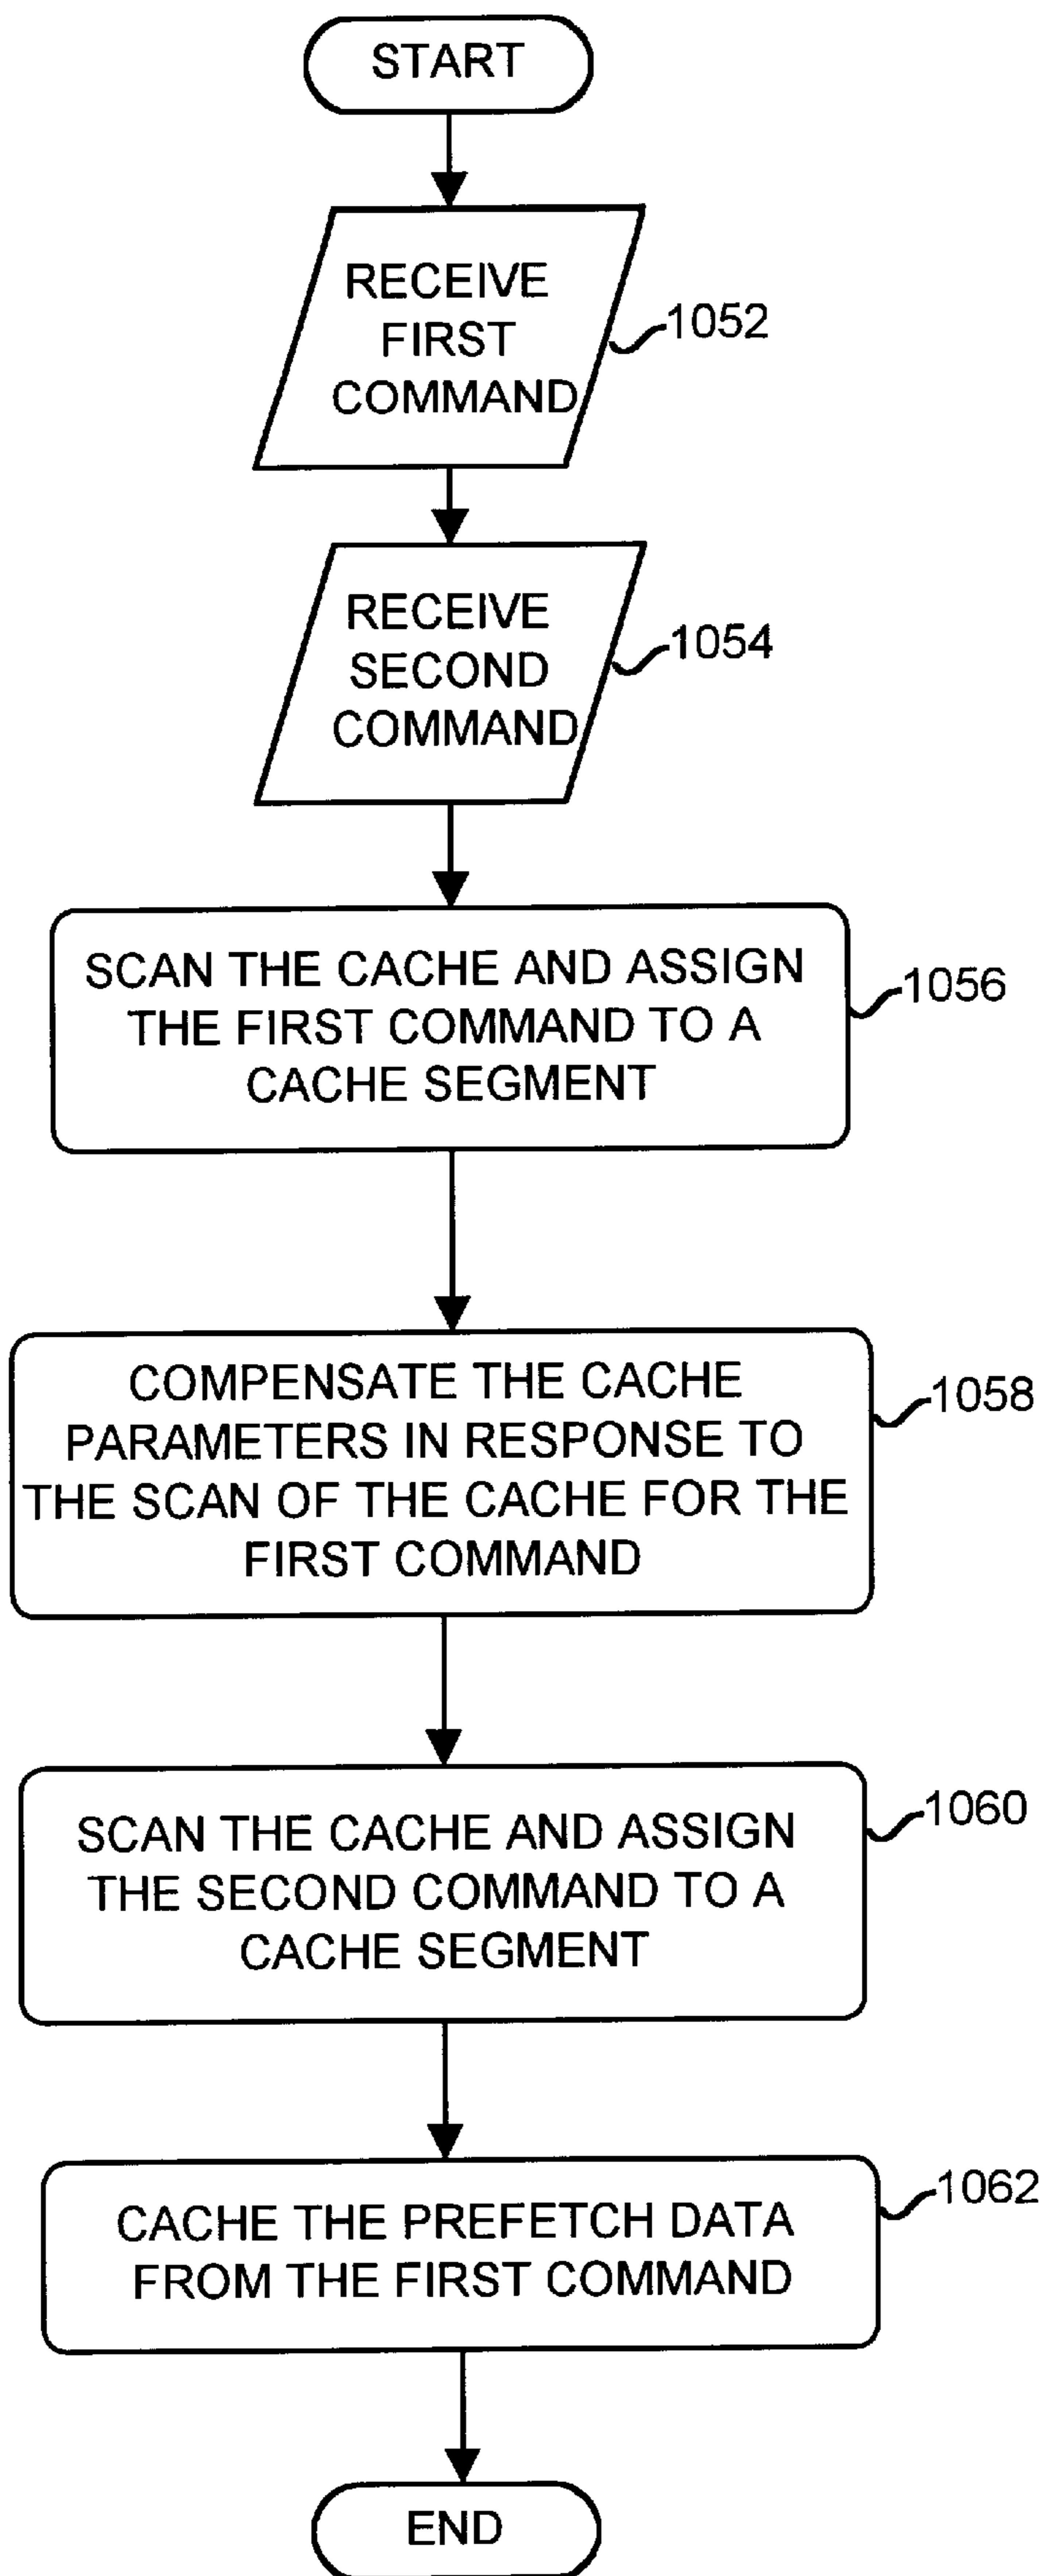 START
RECEIVE
FIRST
COMMAND
1052
RECEIVE
SECOND
COMMAND
1054
SCAN THE CACHE AND ASSIGN
THE FIRST COMMAND TO A
CACHE SEGMENT
1056
COMPENSATE THE CACHE
PARAMETERS IN RESPONSE TO
THE SCAN OF THE CACHE FOR THE
FIRST COMMAND
1058
SCAN THE CACHE AND ASSIGN
THE SECOND COMMAND TO A
CACHE SEGMENT
1060
CACHE THE PREFETCH DATA
FROM THE FIRST COMMAND
1062
END